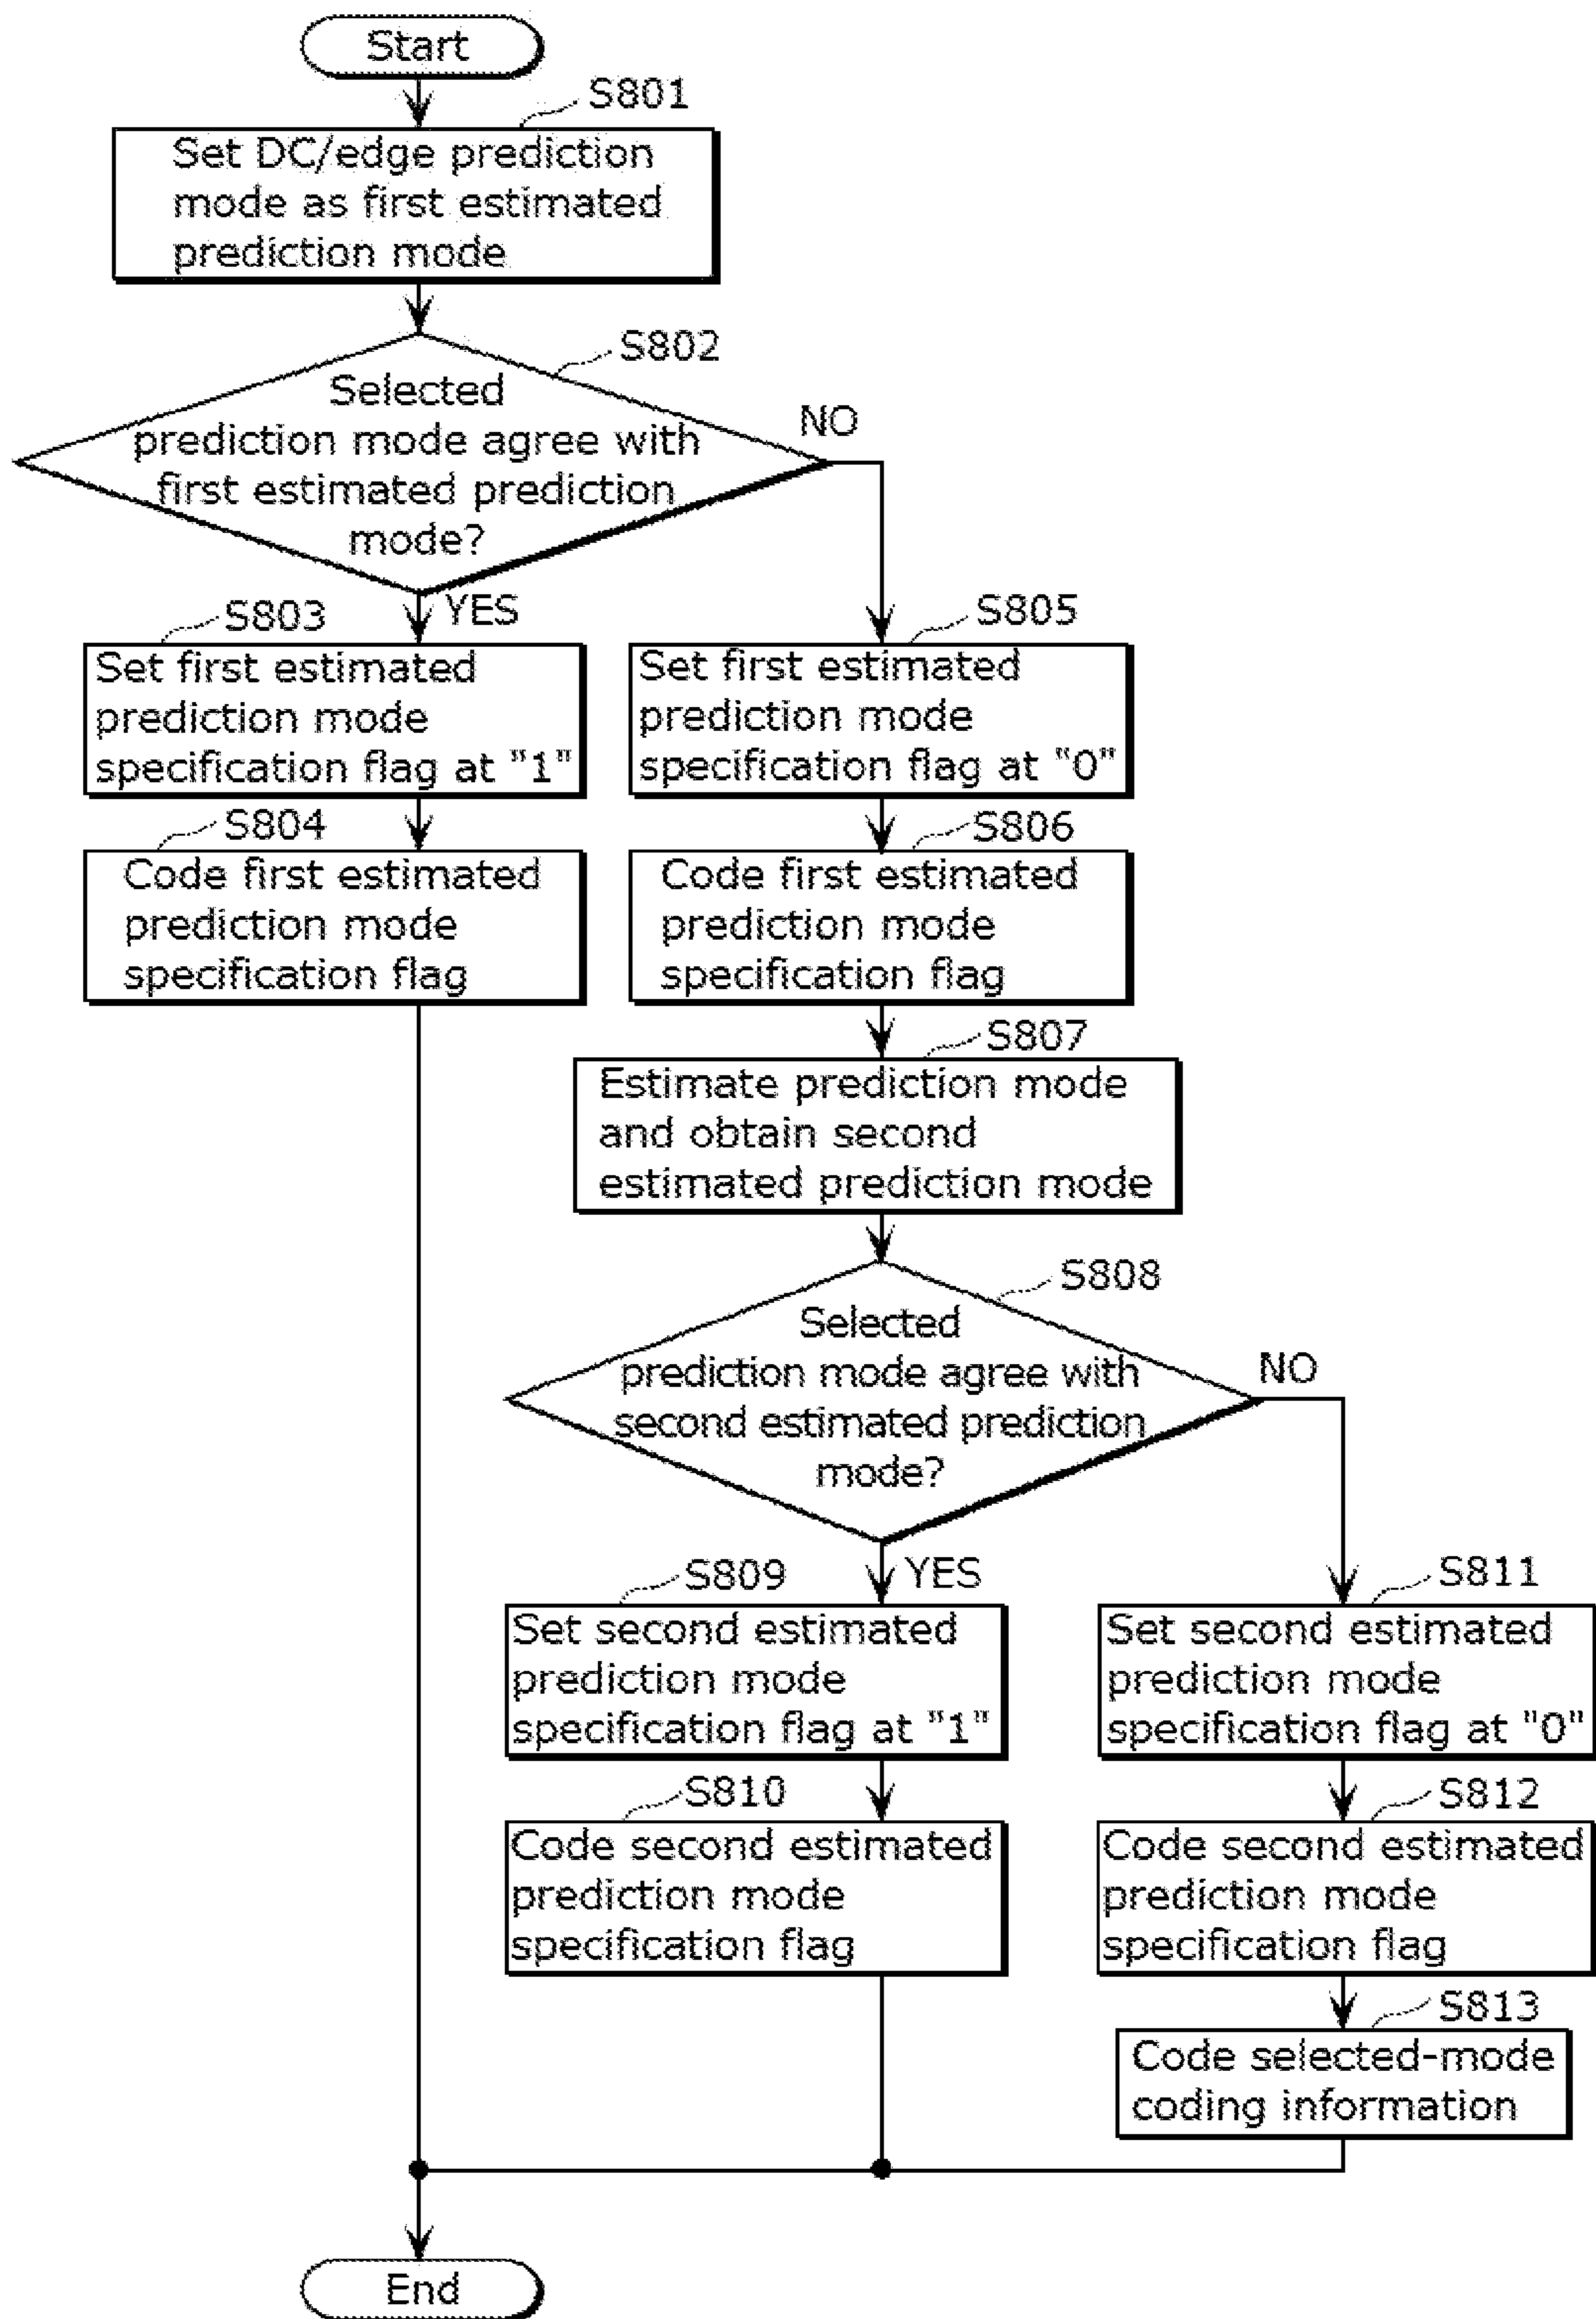 Start
S801
Set DC/edge prediction
mode as first estimated
prediction mode
S802
Selected
prediction mode agree with
first estimated prediction
mode?
NO
YES
S803
Set first estimated
prediction mode
specification flag at "1"
S804
Code first estimated
prediction mode
specification flag
S805
Set first estimated
prediction mode
specification flag at "0"
S806
Code first estimated
prediction mode
specification flag
S807
Estimate prediction mode
and obtain second
estimated prediction mode
S808
Selected
prediction mode agree with
second estimated prediction
mode?
NO
YES
S809
Set second estimated
prediction mode
specification flag at "1"
S810
Code second estimated
prediction mode
specification flag
S811
Set second estimated
prediction mode
specification flag at "0"
S812
Code second estimated
prediction mode
specification flag
S813
Code selected-mode
coding information
End